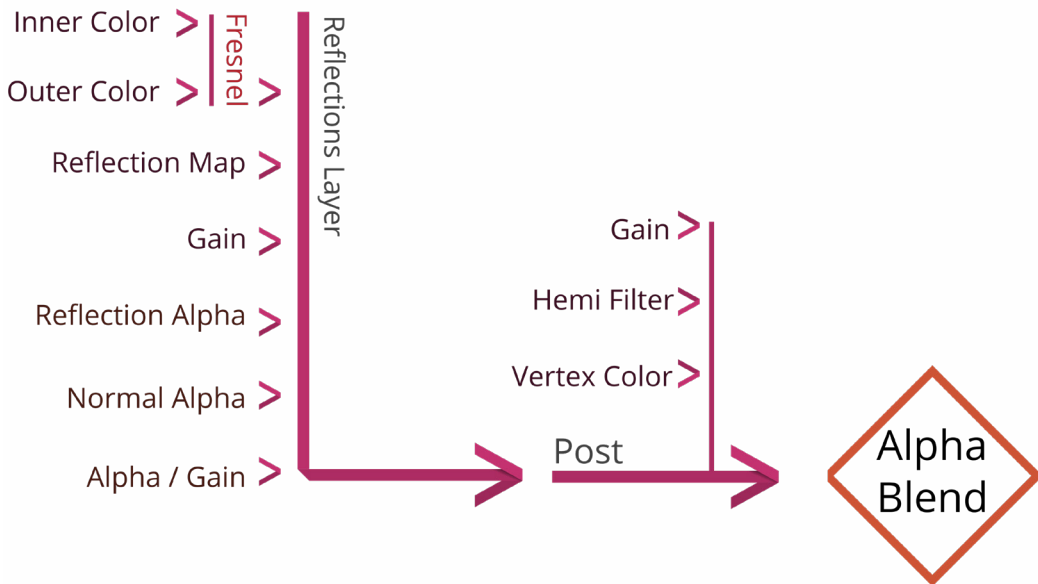 Inner Color
Fresnel
Outer Color
Reflections Layer
Reflection Map
Gain
Reflection Alpha
Normal Alpha
Alpha / Gain
Gain
Hemi Filter
Vertex Color
Post
Alpha
Blend